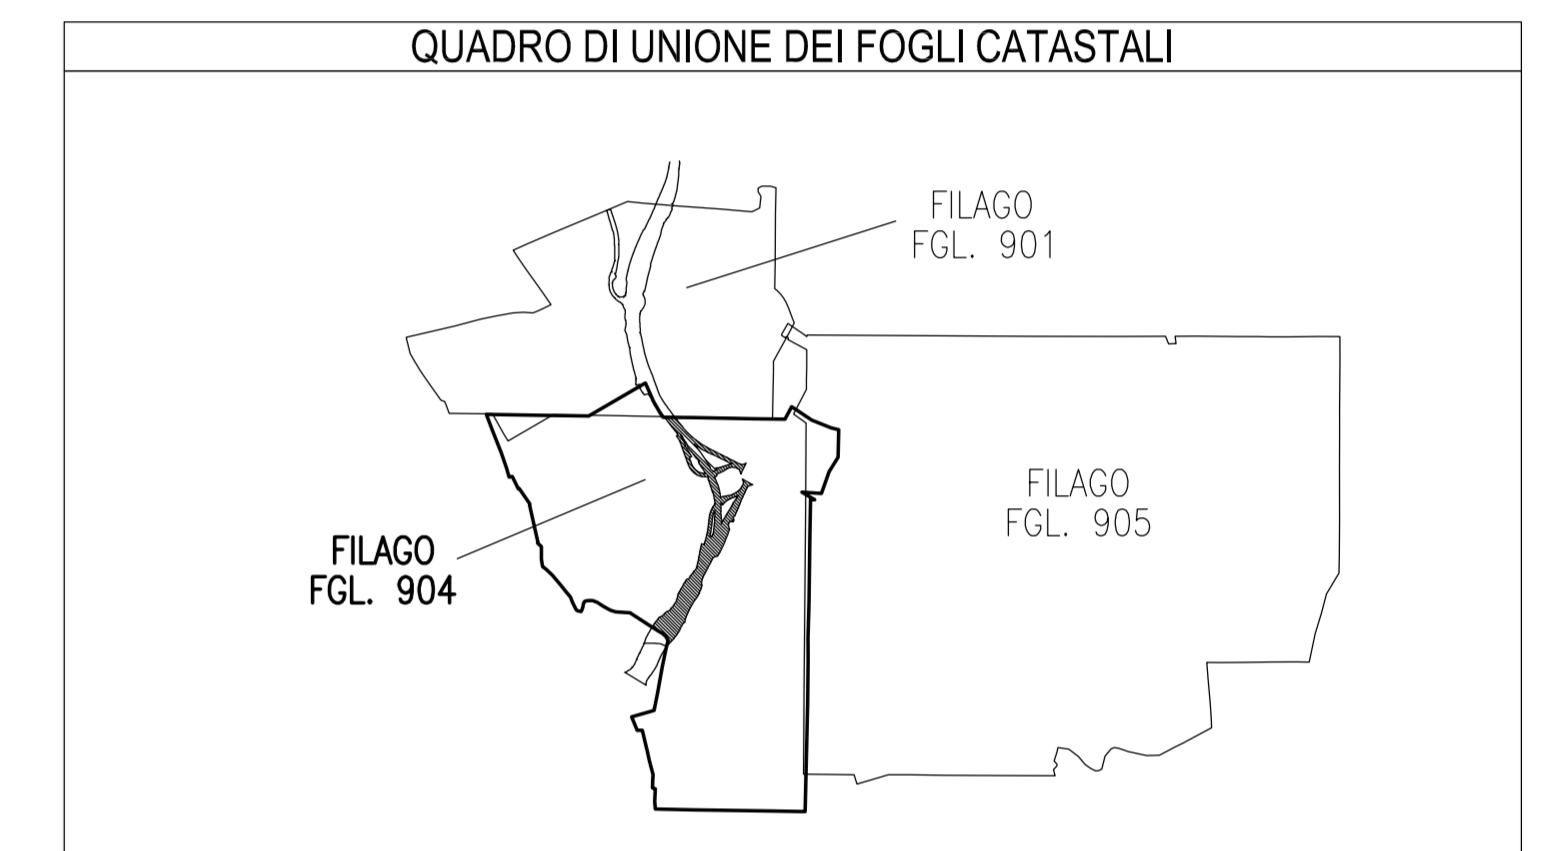 QUADRO DI UNIONE DEI FOGLI CATASTALI
FILAGO
FGL. 901
FILAGO
FGL. 905
FILAGO
FGL. 904